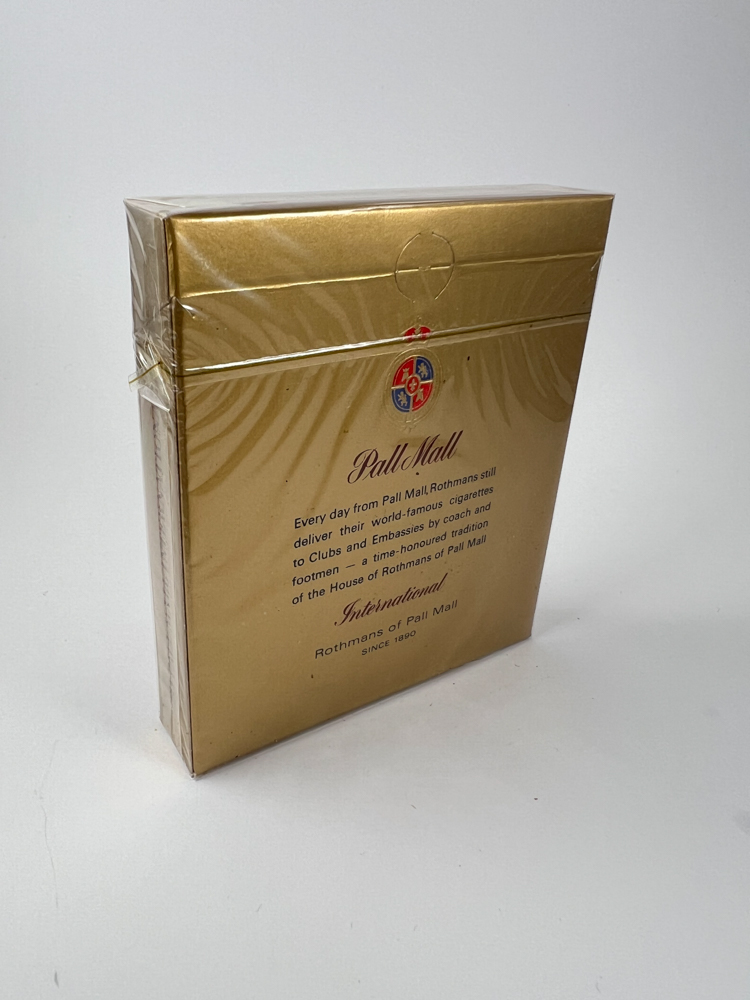 Pall Mall
Every day from Pall Mall, Rothmans still
deliver their world-famous cigarettes
to Clubs and Embassies by coach and
footmen — a time-honoured tradition
of the House of Rothmans of Pall Mall
International
Rothmans of Pall Mall
SINCE 1890